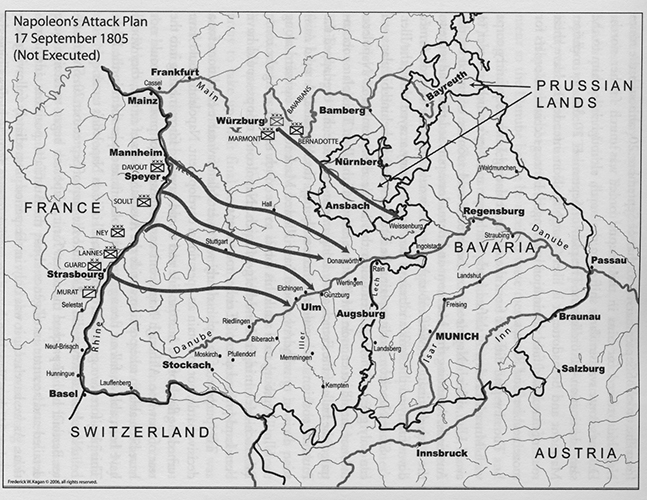 Napoleon's Attack Plan
17 September 1805
(Not Executed)
Frankfurt
Cassel
Mainz
Main
BAVARIANS
Bayreuth
PRUSSIAN
LANDS
Würzburg
Bamberg
MARMONT
BERNADOTTE
Mannheim
DAVOUT
Speyer
Nürnberg
Waldmunchen
SOULT
Ansbach
FRANCE
Hall
Weissenburg
Regensburg
NEY
Straubing
Danube
Stuttgart
BAVARIA
LANNES
Donauwörth
Ingolstadt
GUARD
Strasbourg
Rain
Passau
Wertingen
Lech
Landshut
MURAT
Elchingen
Günzburg
Selestat
Ulm
Freising
Augsburg
Braunau
Riedlingen
Rhine
Danube
Biberach
Iller
MUNICH
Inn
Neuf-Brisach
Landsberg
Isar
Moskirch
Pfullendorf
Memmingen
Stockach
Salzburg
Hunningue
Lauffenberg
Kempten
Basel
SWITZERLAND
Innsbruck
AUSTRIA
Frederick W. Kagan © 2006, all rights reserved.